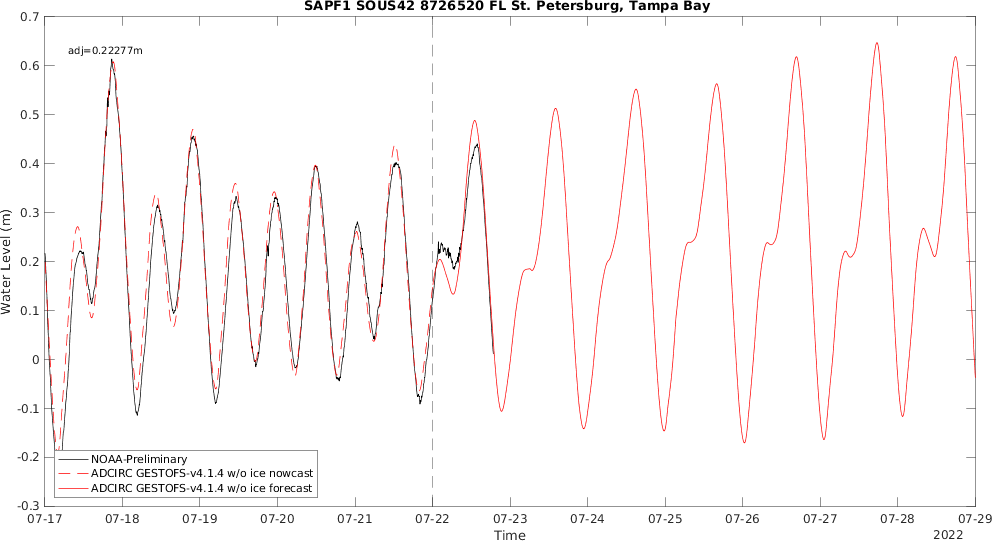 SAPF1 SOUS42 8726520 FL St. Petersburg, Tampa Bay
adj=0.22277m
Water Level (m)
0.7
0.6
0.5
0.4
0.3
0.2
0.1
0
-0.1
-0.2
-0.3
NOAA-Preliminary
ADCIRC GESTOFS-v4.1.4 w/o ice nowcast
ADCIRC GESTOFS-v4.1.4 w/o ice forecast
07-17 07-18 07-19 07-20 07-21 07-22 07-23 07-24 07-25 07-26 07-27 07-28 07-29
Time
2022